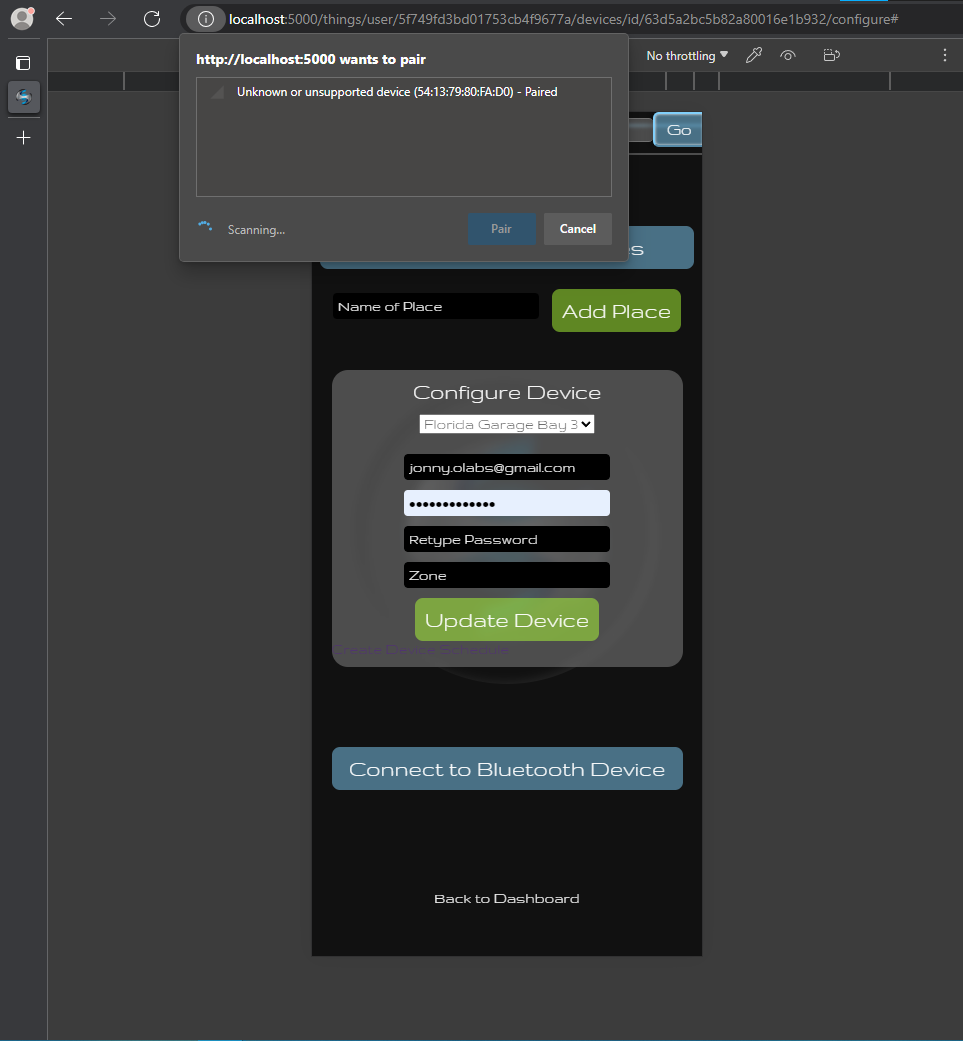 localhost:5000/things/user/5f749fd3bd01753cb4f9677a/devices/id/63d5a2bc5b82a80016e1b932/configure#
http://localhost:5000 wants to pair
No throttling
Unknown or unsupported device (54:13:79:80:FA:D0) - Paired
Go
Scanning...
Pair
Cancel
Name of Place
Add Place
Configure Device
Florida Garage Bay 3
jonny.olabs@gmail.com
•••••••••••••
Retype Password
Zone
Update Device
Create Device Schedule
Connect to Bluetooth Device
Back to Dashboard